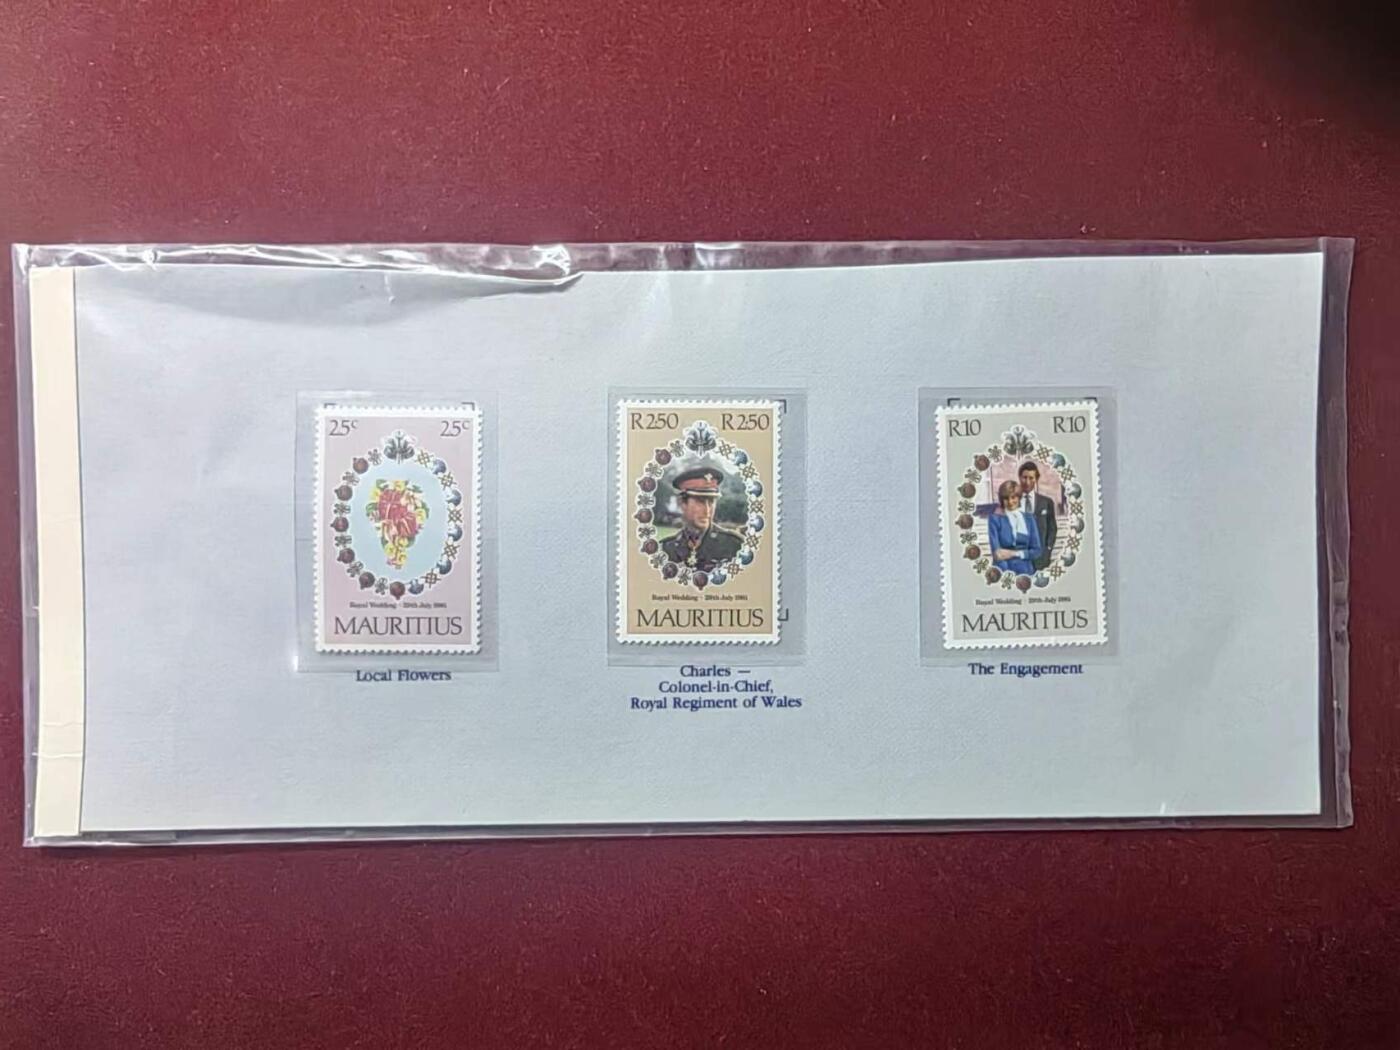 25c 25c
Royal Wedding - 29th July 1981
MAURITIUS
Local Flowers
R2.50 R2.50
Royal Wedding - 29th July 1981
MAURITIUS
Charles —
Colonel-in-Chief,
Royal Regiment of Wales
R10 R10
Royal Wedding - 29th July 1981
MAURITIUS
The Engagement